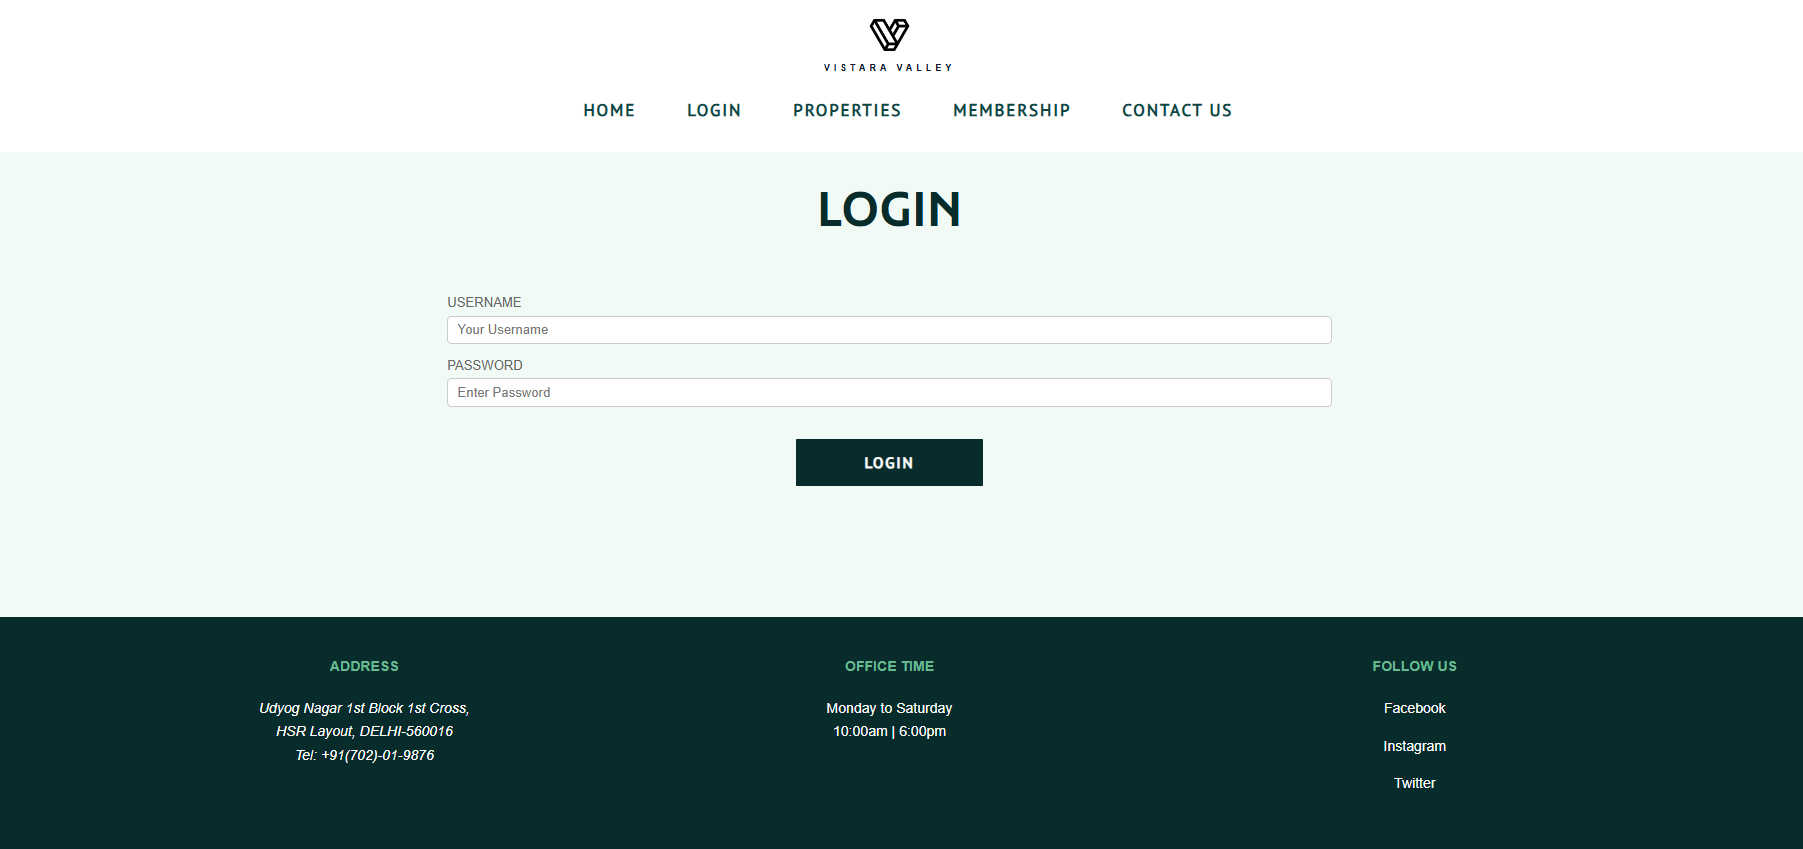 VISTARA VALLEY
HOME LOGIN PROPERTIES MEMBERSHIP CONTACT US
LOGIN
USERNAME
Your Username
PASSWORD
Enter Password
LOGIN
ADDRESS
Udyog Nagar 1st Block 1st Cross,
HSR Layout, DELHI-560016
Tel: +91(702)-01-9876
OFFICE TIME
Monday to Saturday
10:00am | 6:00pm
FOLLOW US
Facebook
Instagram
Twitter